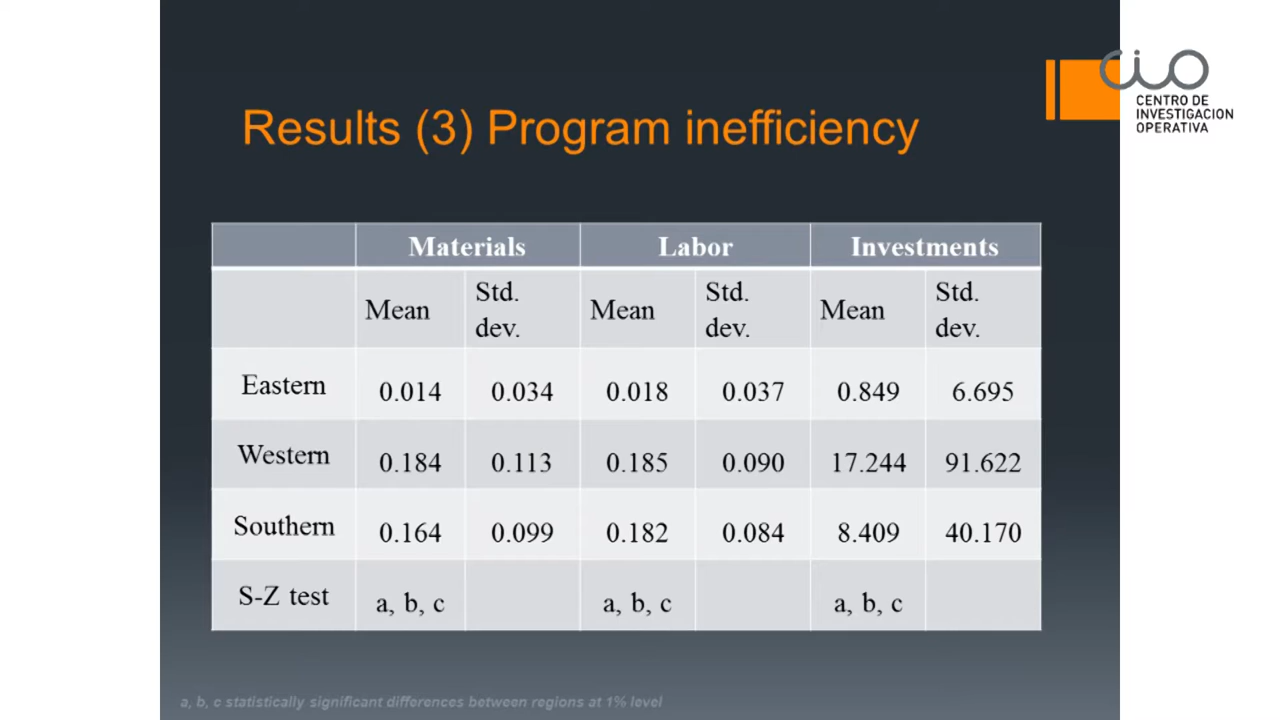 CIO
CENTRO DE
INVESTIGACION
OPERATIVA
Results (3) Program inefficiency
Materials Labor Investments
Mean Std. dev. Mean Std. dev. Mean Std. dev.
Eastern 0.014 0.034 0.018 0.037 0.849 6.695
Western 0.184 0.113 0.185 0.090 17.244 91.622
Southern 0.164 0.099 0.182 0.084 8.409 40.170
S-Z test a, b, c a, b, c a, b, c
a, b, c statistically significant differences between regions at 1% level